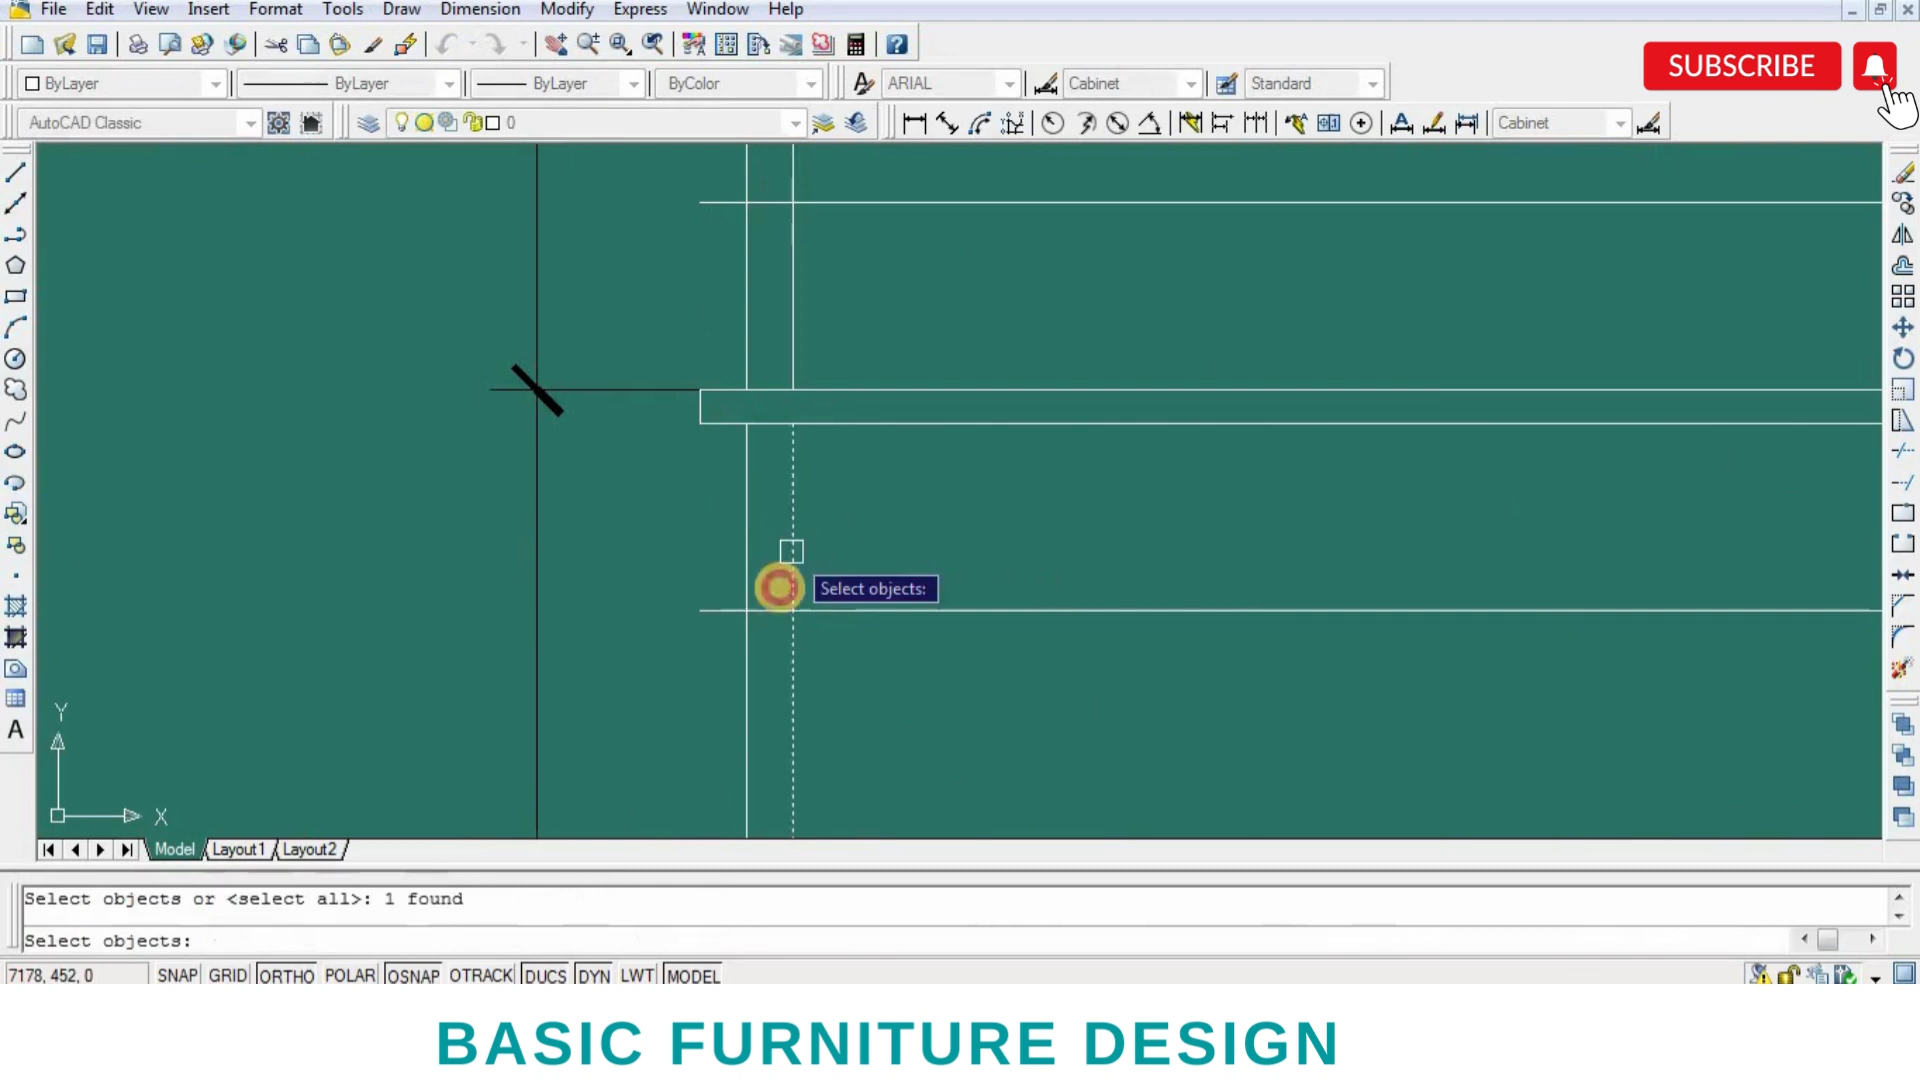 File Edit View Insert Format Tools Draw Dimension Modify Express Window Help
SUBSCRIBE
ByLayer ByLayer ByLayer ByColor ARIAL Cabinet Standard
AutoCAD Classic 0 Cabinet
Select objects:
Y
X
Model Layout1 Layout2
A
Select objects or <select all>: 1 found
Select objects:
7178, 452, 0 SNAP GRID ORTHO POLAR OSNAP OTRACK DUCS DYN LWT MODEL
BASIC FURNITURE DESIGN